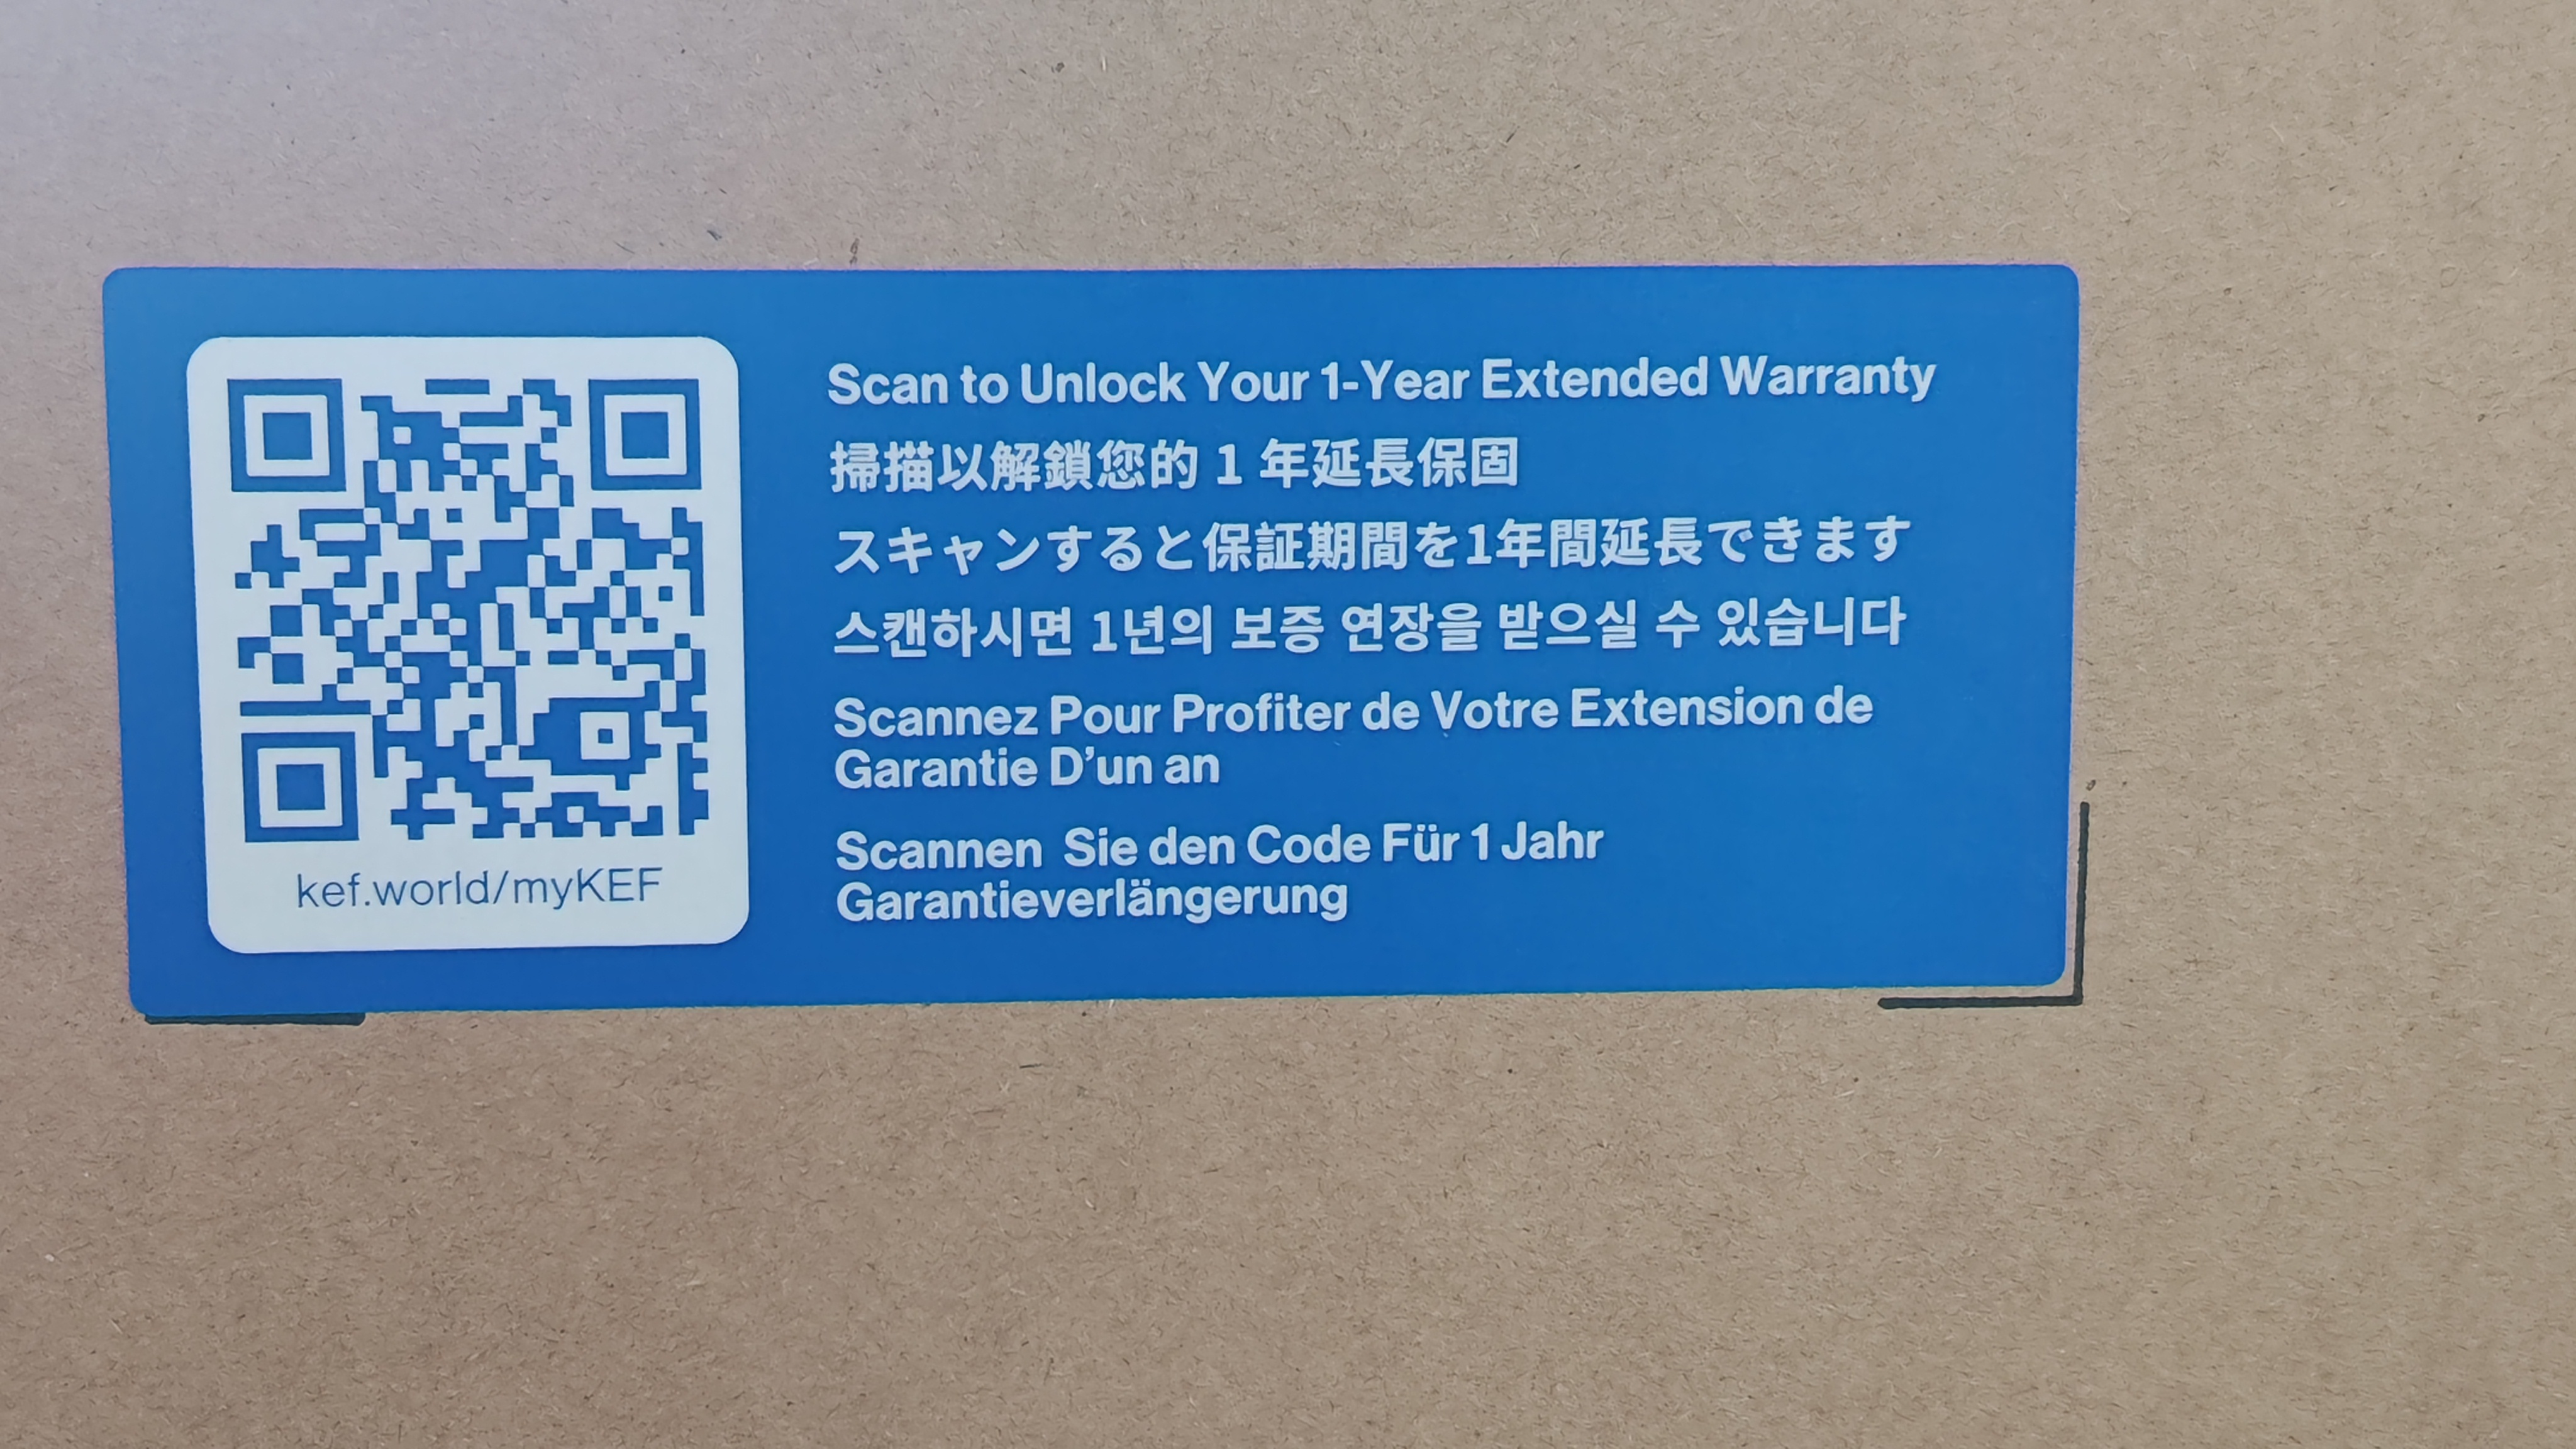 Scan to Unlock Your 1-Year Extended Warranty
掃描以解鎖您的 1 年延長保固
スキャンすると保証期間を1年間延長できます
스캔하시면 1년의 보증 연장을 받으실 수 있습니다
Scannez Pour Profiter de Votre Extension de
Garantie D’un an
Scannen Sie den Code Für 1 Jahr
Garantieverlängerung
kef.world/myKEF